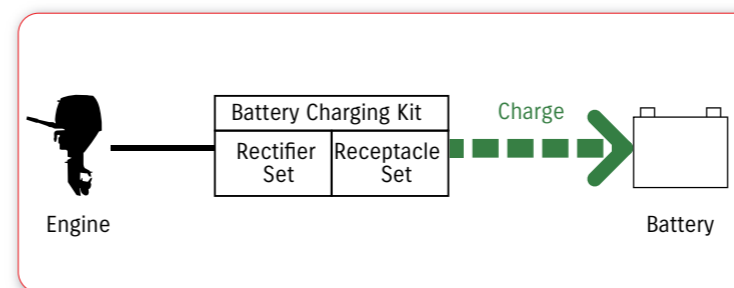 Battery Charging Kit
Charge
Rectifier Set
Receptacle Set
Engine
Battery